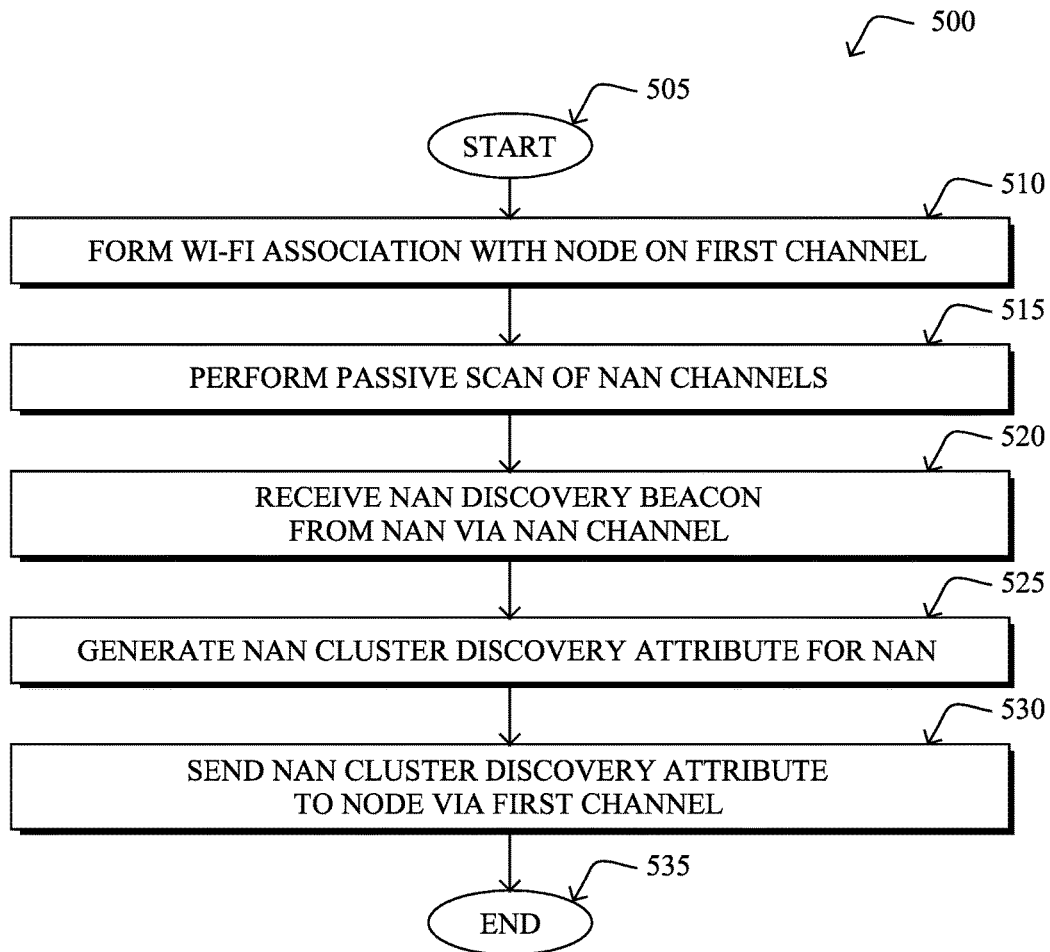 500
505
START
510
FORM WI-FI ASSOCIATION WITH NODE ON FIRST CHANNEL
515
PERFORM PASSIVE SCAN OF NAN CHANNELS
520
RECEIVE NAN DISCOVERY BEACON
FROM NAN VIA NAN CHANNEL
525
GENERATE NAN CLUSTER DISCOVERY ATTRIBUTE FOR NAN
530
SEND NAN CLUSTER DISCOVERY ATTRIBUTE
TO NODE VIA FIRST CHANNEL
535
END